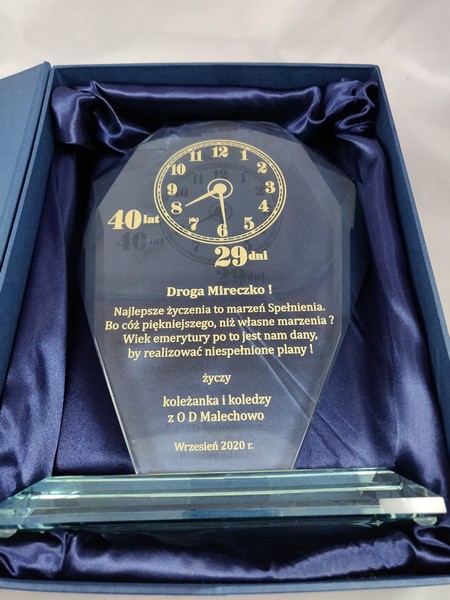 11 12 1
10 2
9 3
8 4
7 6 5
40 lat
29 dni
Droga Mireczko !
Najlepsze życzenia to marzeń Spełnienia.
Bo cóż piękniejszego, niż własne marzenia ?
Wiek emerytury po to jest nam dany,
by realizować niespełnione plany !
życzy
koleżanka i koledzy
z O D Malechowo
Wrzesień 2020 r.